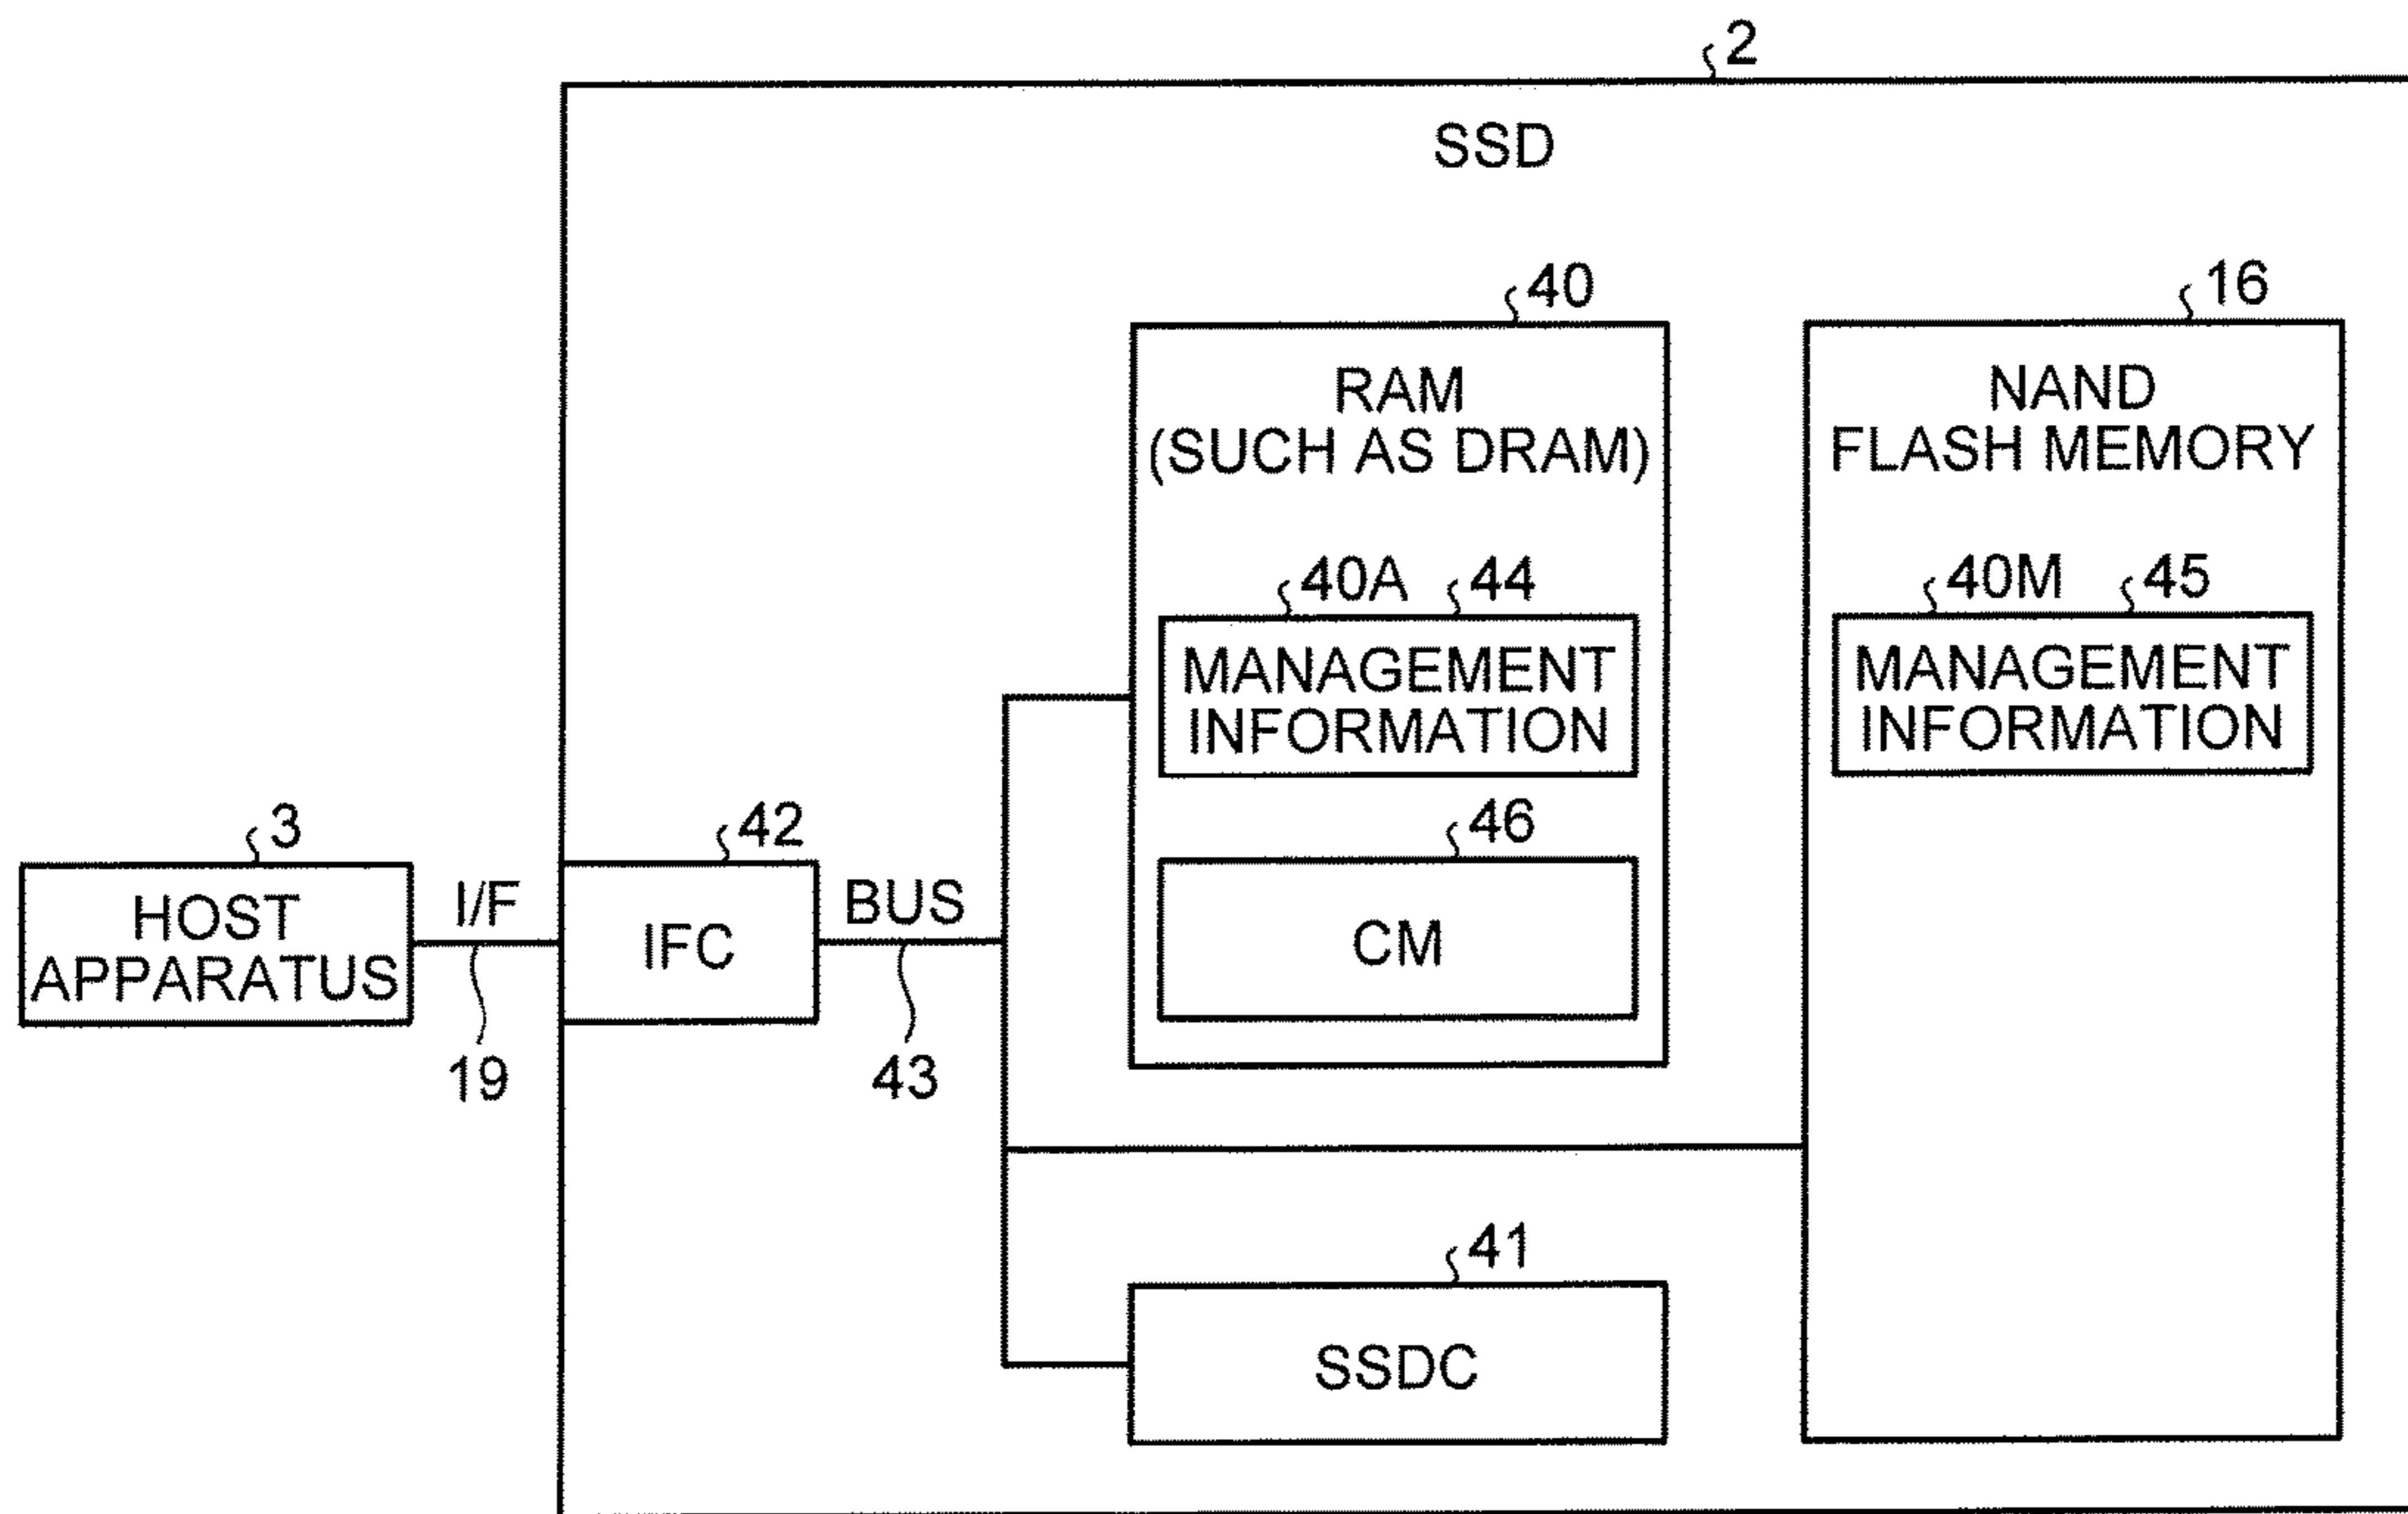 2
SSD
40
16
RAM
(SUCH AS DRAM)
NAND
FLASH MEMORY
40A
44
40M
45
MANAGEMENT
INFORMATION
MANAGEMENT
INFORMATION
3
42
46
HOST
APPARATUS
I/F
IFC
BUS
CM
19
43
41
SSDC